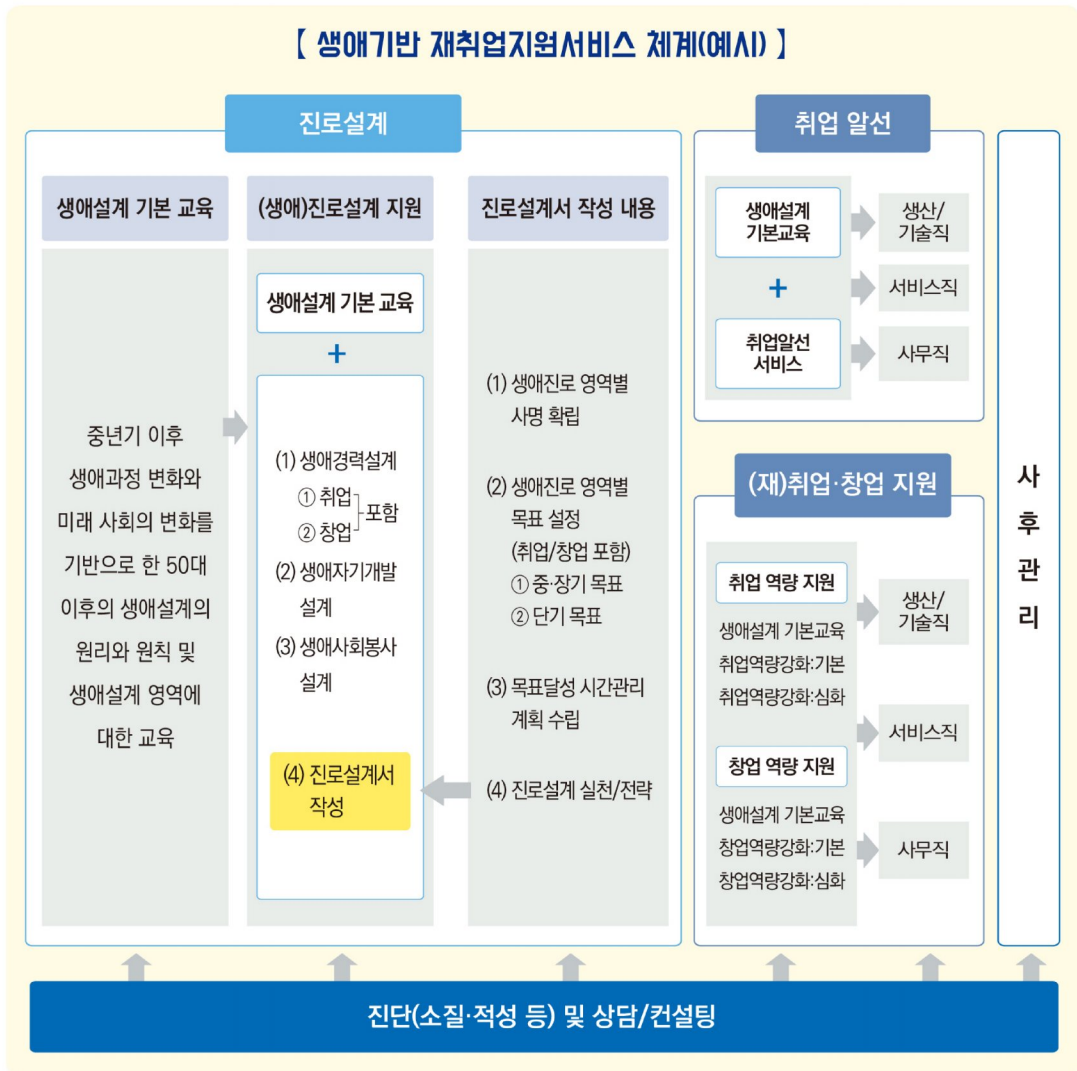 【 생애기반 재취업지원서비스 체계(예시) 】
진로설계
생애설계 기본 교육
중년기 이후
생애과정 변화와
미래 사회의 변화를
기반으로 한 50대
이후의 생애설계의
원리와 원칙 및
생애설계 영역에
대한 교육
(생애)진로설계 지원
생애설계 기본 교육
+
(1) 생애경력설계
① 취업
② 창업
포함
(2) 생애자기개발
설계
(3) 생애사회봉사
설계
(4) 진로설계서
작성
진로설계서 작성 내용
(1) 생애진로 영역별
사명 확립
(2) 생애진로 영역별
목표 설정
(취업/창업 포함)
① 중·장기 목표
② 단기 목표
(3) 목표달성 시간관리
계획 수립
(4) 진로설계 실천/전략
취업 알선
생애설계
기본교육
+
취업알선
서비스
생산/
기술직
서비스직
사무직
(재)취업·창업 지원
취업 역량 지원
생애설계 기본교육
취업역량강화:기본
취업역량강화:심화
창업 역량 지원
생애설계 기본교육
창업역량강화:기본
창업역량강화:심화
생산/
기술직
서비스직
사무직
사
후
관
리
진단(소질·적성 등) 및 상담/컨설팅